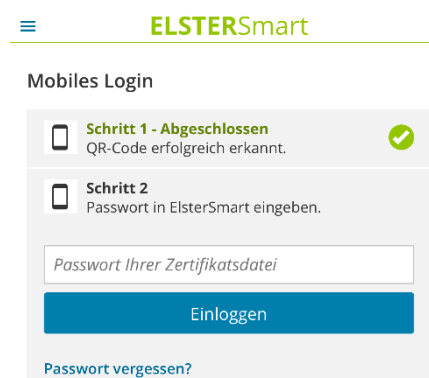 ELSTERSmart
Mobiles Login
Schritt 1 - Abgeschlossen
QR-Code erfolgreich erkannt.
Schritt 2
Passwort in ElsterSmart eingeben.
Passwort Ihrer Zertifikatsdatei
Einloggen
Passwort vergessen?